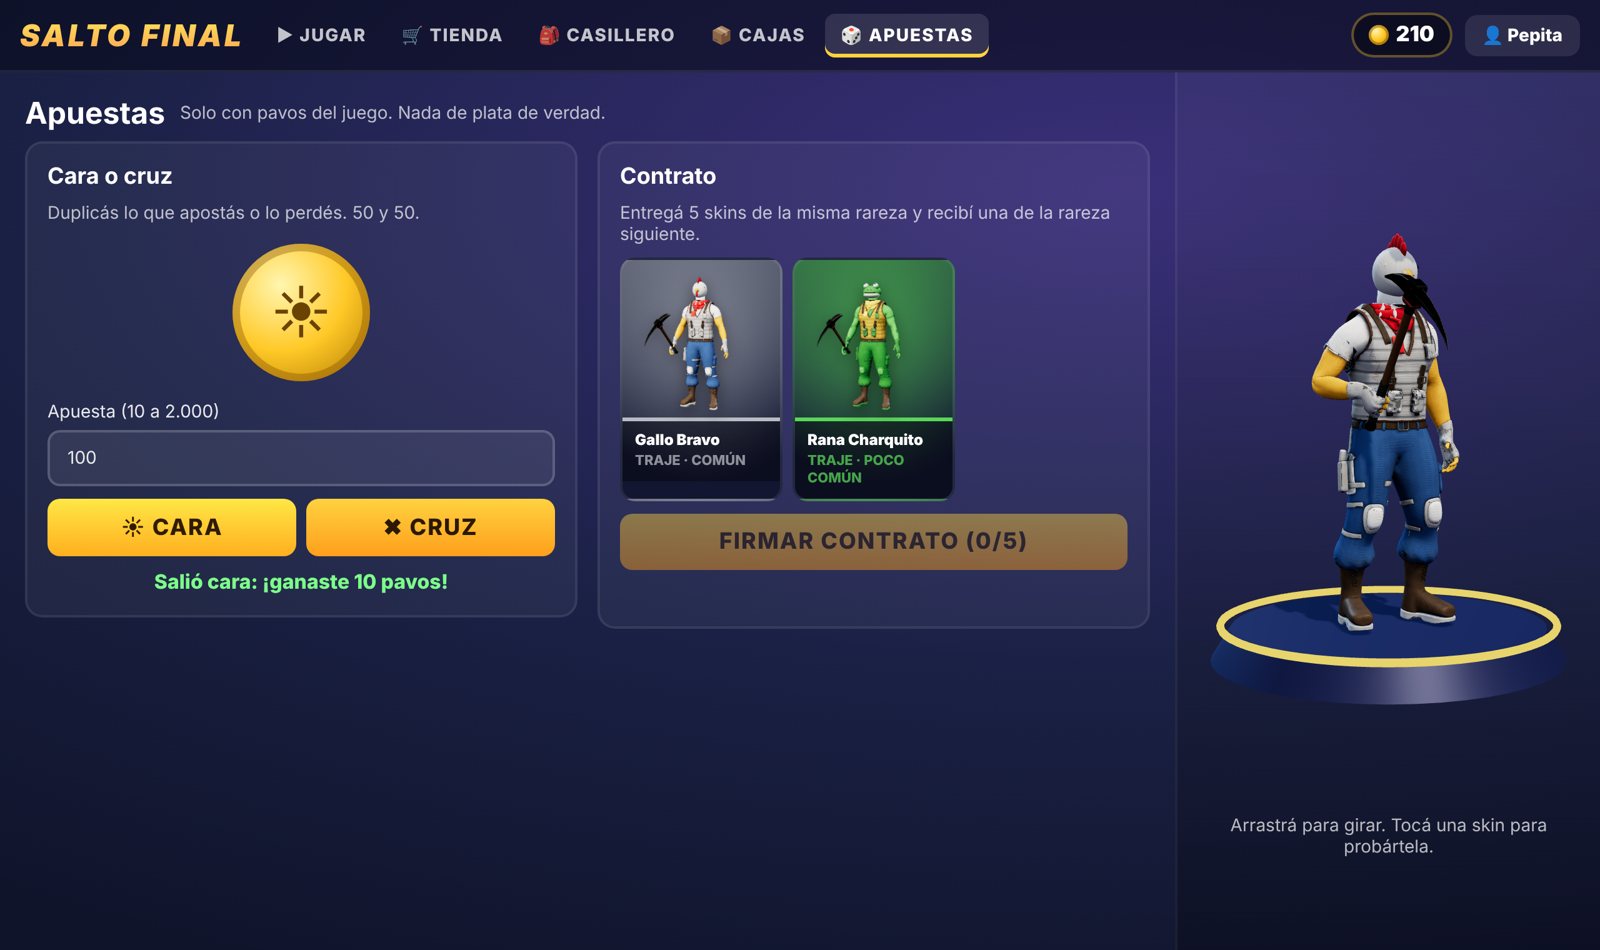 SALTO FINAL
▶ JUGAR
TIENDA
CASILLERO
CAJAS
APUESTAS
210
Pepita
Apuestas
Solo con pavos del juego. Nada de plata de verdad.
Cara o cruz
Duplicás lo que apostás o lo perdés. 50 y 50.
Apuesta (10 a 2.000)
100
☀ CARA
✖ CRUZ
Salió cara: ¡ganaste 10 pavos!
Contrato
Entregá 5 skins de la misma rareza y recibí una de la rareza
siguiente.
Gallo Bravo
TRAJE · COMÚN
Rana Charquito
TRAJE · POCO
COMÚN
FIRMAR CONTRATO (0/5)
Arrastrá para girar. Tocá una skin para
probártela.